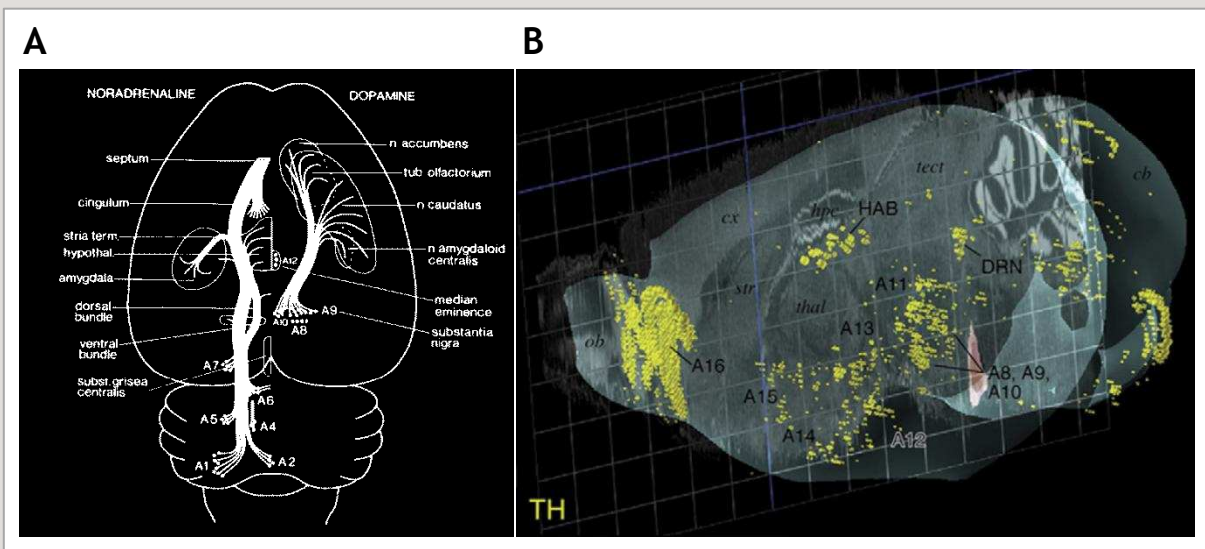 A
B
NORADRENALINE
DOPAMINE
septum
cingulum
stria term
hypothal
amygdala
dorsal
bundle
ventral
bundle
A7
subst.grisea
centralis
A5
A6
A4
A1
A2
n accumbens
tub olfactorium
n caudatus
n amygdaloid
centralis
A12
median
eminence
A9
A10
A8
substantia
nigra
tect
cb
cx
hpc
HAB
DRN
str
A11
thal
A13
ob
A16
A8, A9,
A10
A15
A14
A12
TH